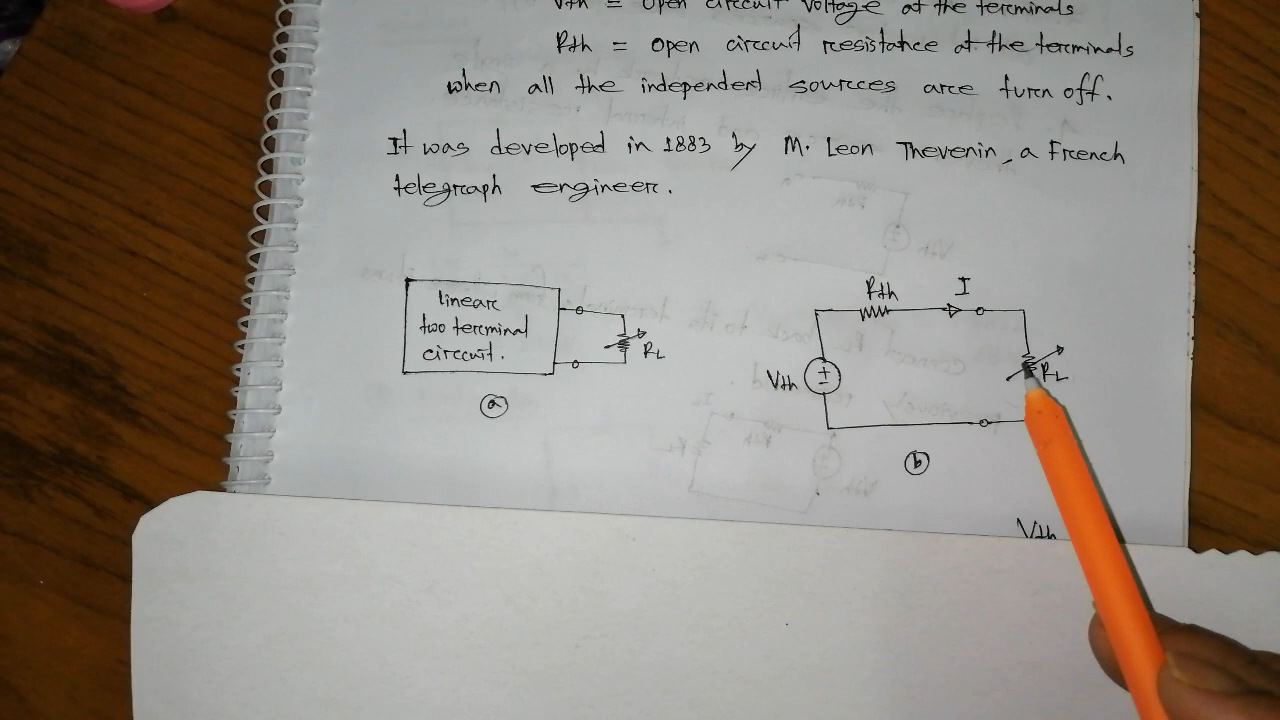 Vth = open circuit voltage at the terminals
Rth = open circuit resistance at the terminals
when all the independent sources are turn off.
It was developed in 1883 by M. Leon Thevenin, a French
telegraph engineer.
linear
two terminal
circuit.
RL
a
Rth
I
Vth
RL
b
Vth